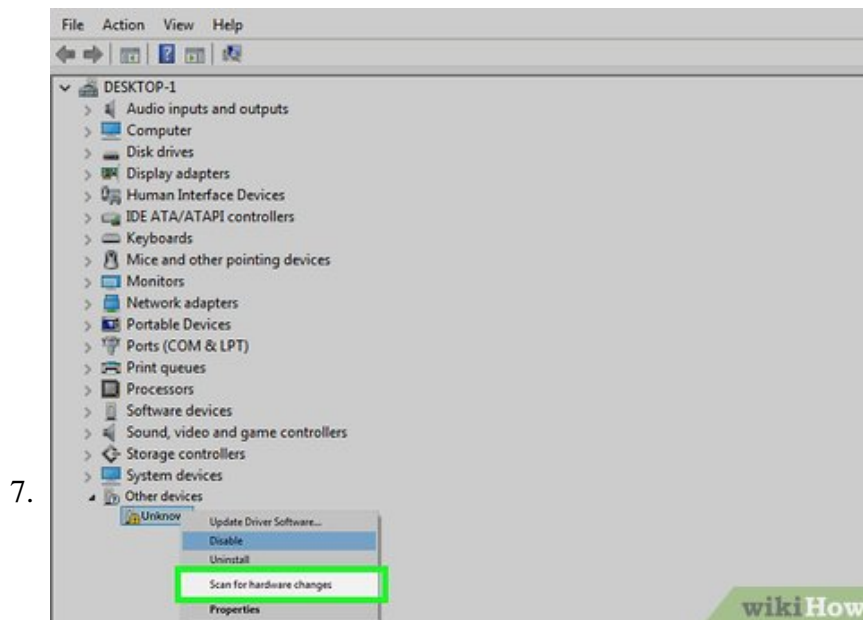 File Action View Help
DESKTOP-1
Audio inputs and outputs
Computer
Disk drives
Display adapters
Human Interface Devices
IDE ATA/ATAPI controllers
Keyboards
Mice and other pointing devices
Monitors
Network adapters
Portable Devices
Ports (COM & LPT)
Print queues
Processors
Software devices
Sound, video and game controllers
Storage controllers
System devices
7.
Other devices
Unknow
Update Driver Software...
Disable
Uninstall
Scan for hardware changes
Properties
wikiHow